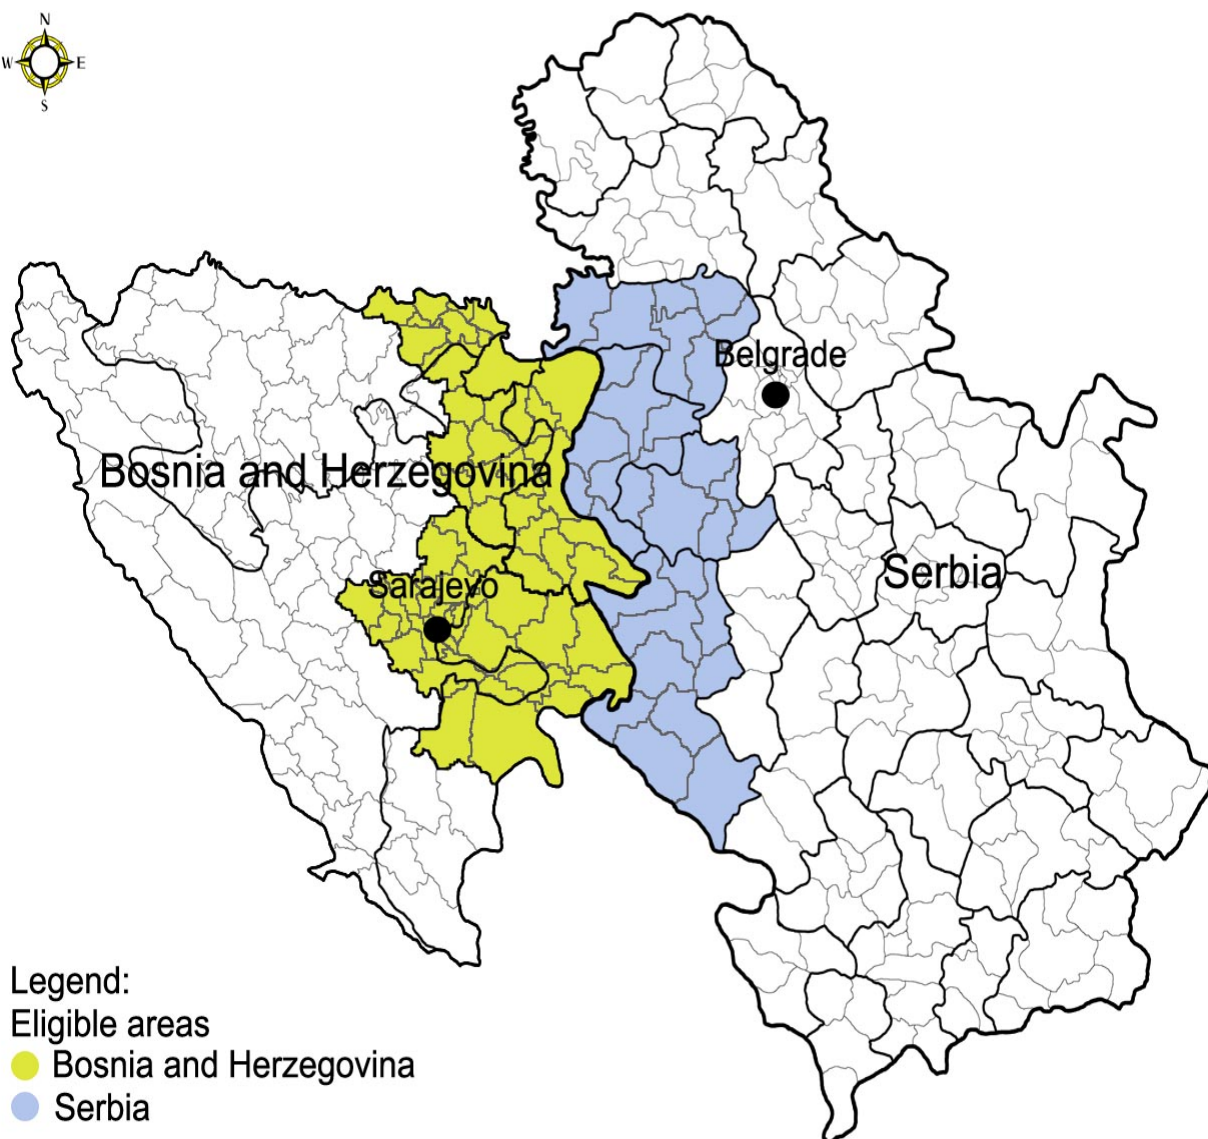 N
W E
S
Belgrade
Bosnia and Herzegovina
Serbia
Sarajevo
Legend:
Eligible areas
Bosnia and Herzegovina
Serbia